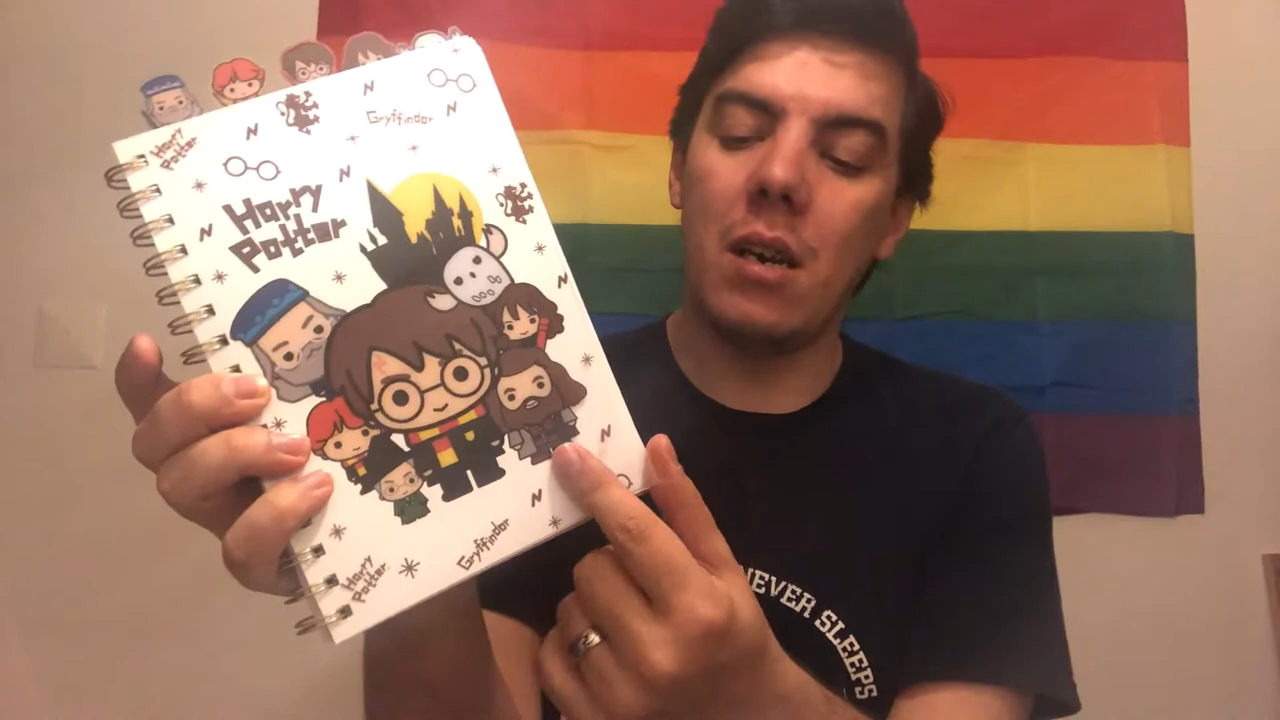 Harry
Potter
Gryffindor
Harry
Potter
Gryffindor
Harry
Potter
NEVER SLEEPS